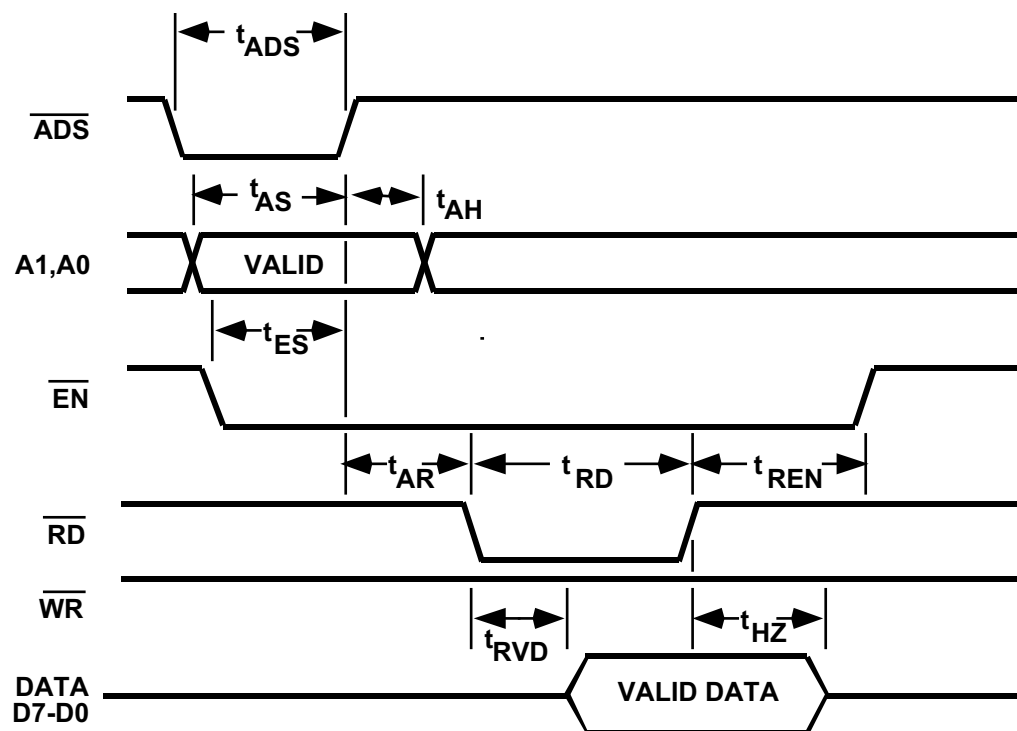 tADS
ADS
tAS
tAH
A1,A0
VALID
tES
EN
tAR
tRD
tREN
RD
WR
tRVD
tHZ
DATA
D7-D0
VALID DATA